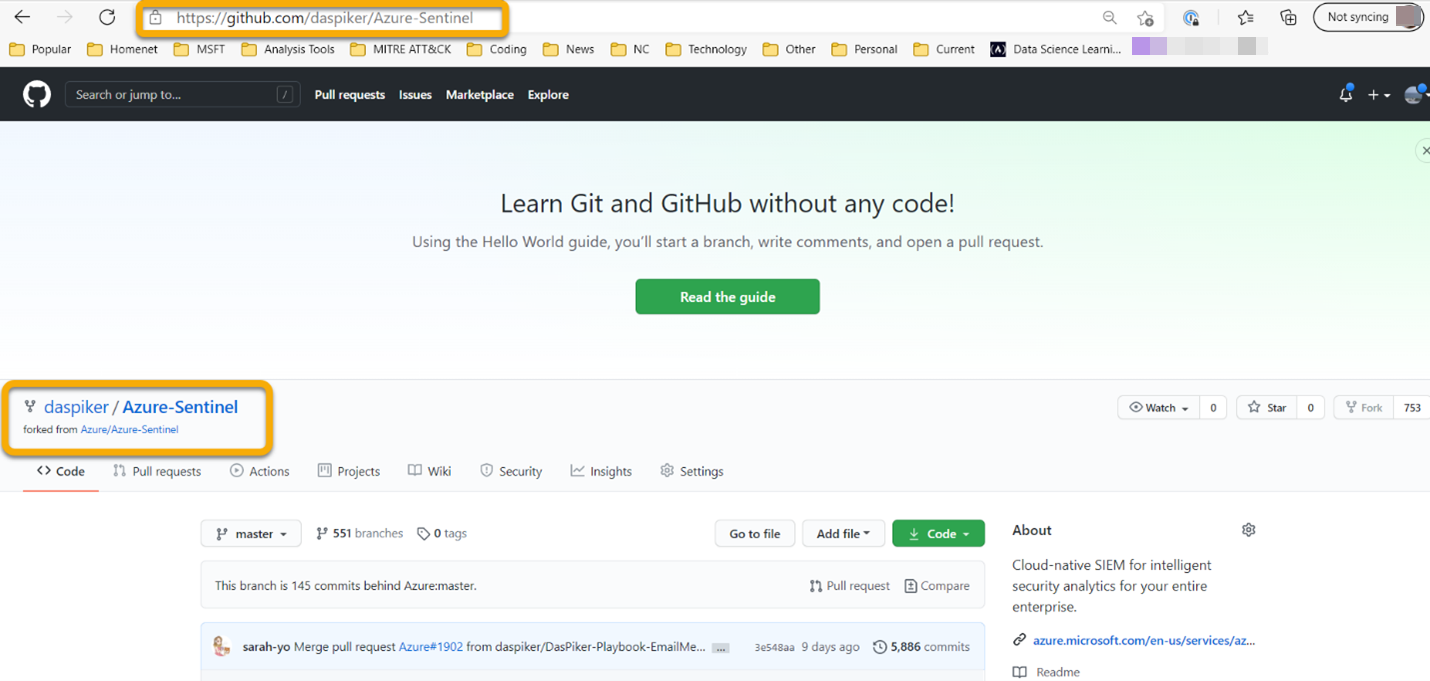 https://github.com/daspiker/Azure-Sentinel
Not syncing
Popular Homenet MSFT Analysis Tools MITRE ATT&CK Coding News NC Technology Other Personal Current Data Science Learni...
Search or jump to... / Pull requests Issues Marketplace Explore
Learn Git and GitHub without any code!
Using the Hello World guide, you'll start a branch, write comments, and open a pull request.
Read the guide
daspiker / Azure-Sentinel
forked from Azure/Azure-Sentinel
Watch 0 Star 0 Fork 753
Code Pull requests Actions Projects Wiki Security Insights Settings
master 551 branches 0 tags Go to file Add file Code
This branch is 145 commits behind Azure:master. Pull request Compare
sarah-yo Merge pull request Azure#1902 from daspiker/DasPiker-Playbook-EmailMe... ... 3e548aa 9 days ago 5,886 commits
About
Cloud-native SIEM for intelligent
security analytics for your entire
enterprise.
azure.microsoft.com/en-us/services/az...
Readme